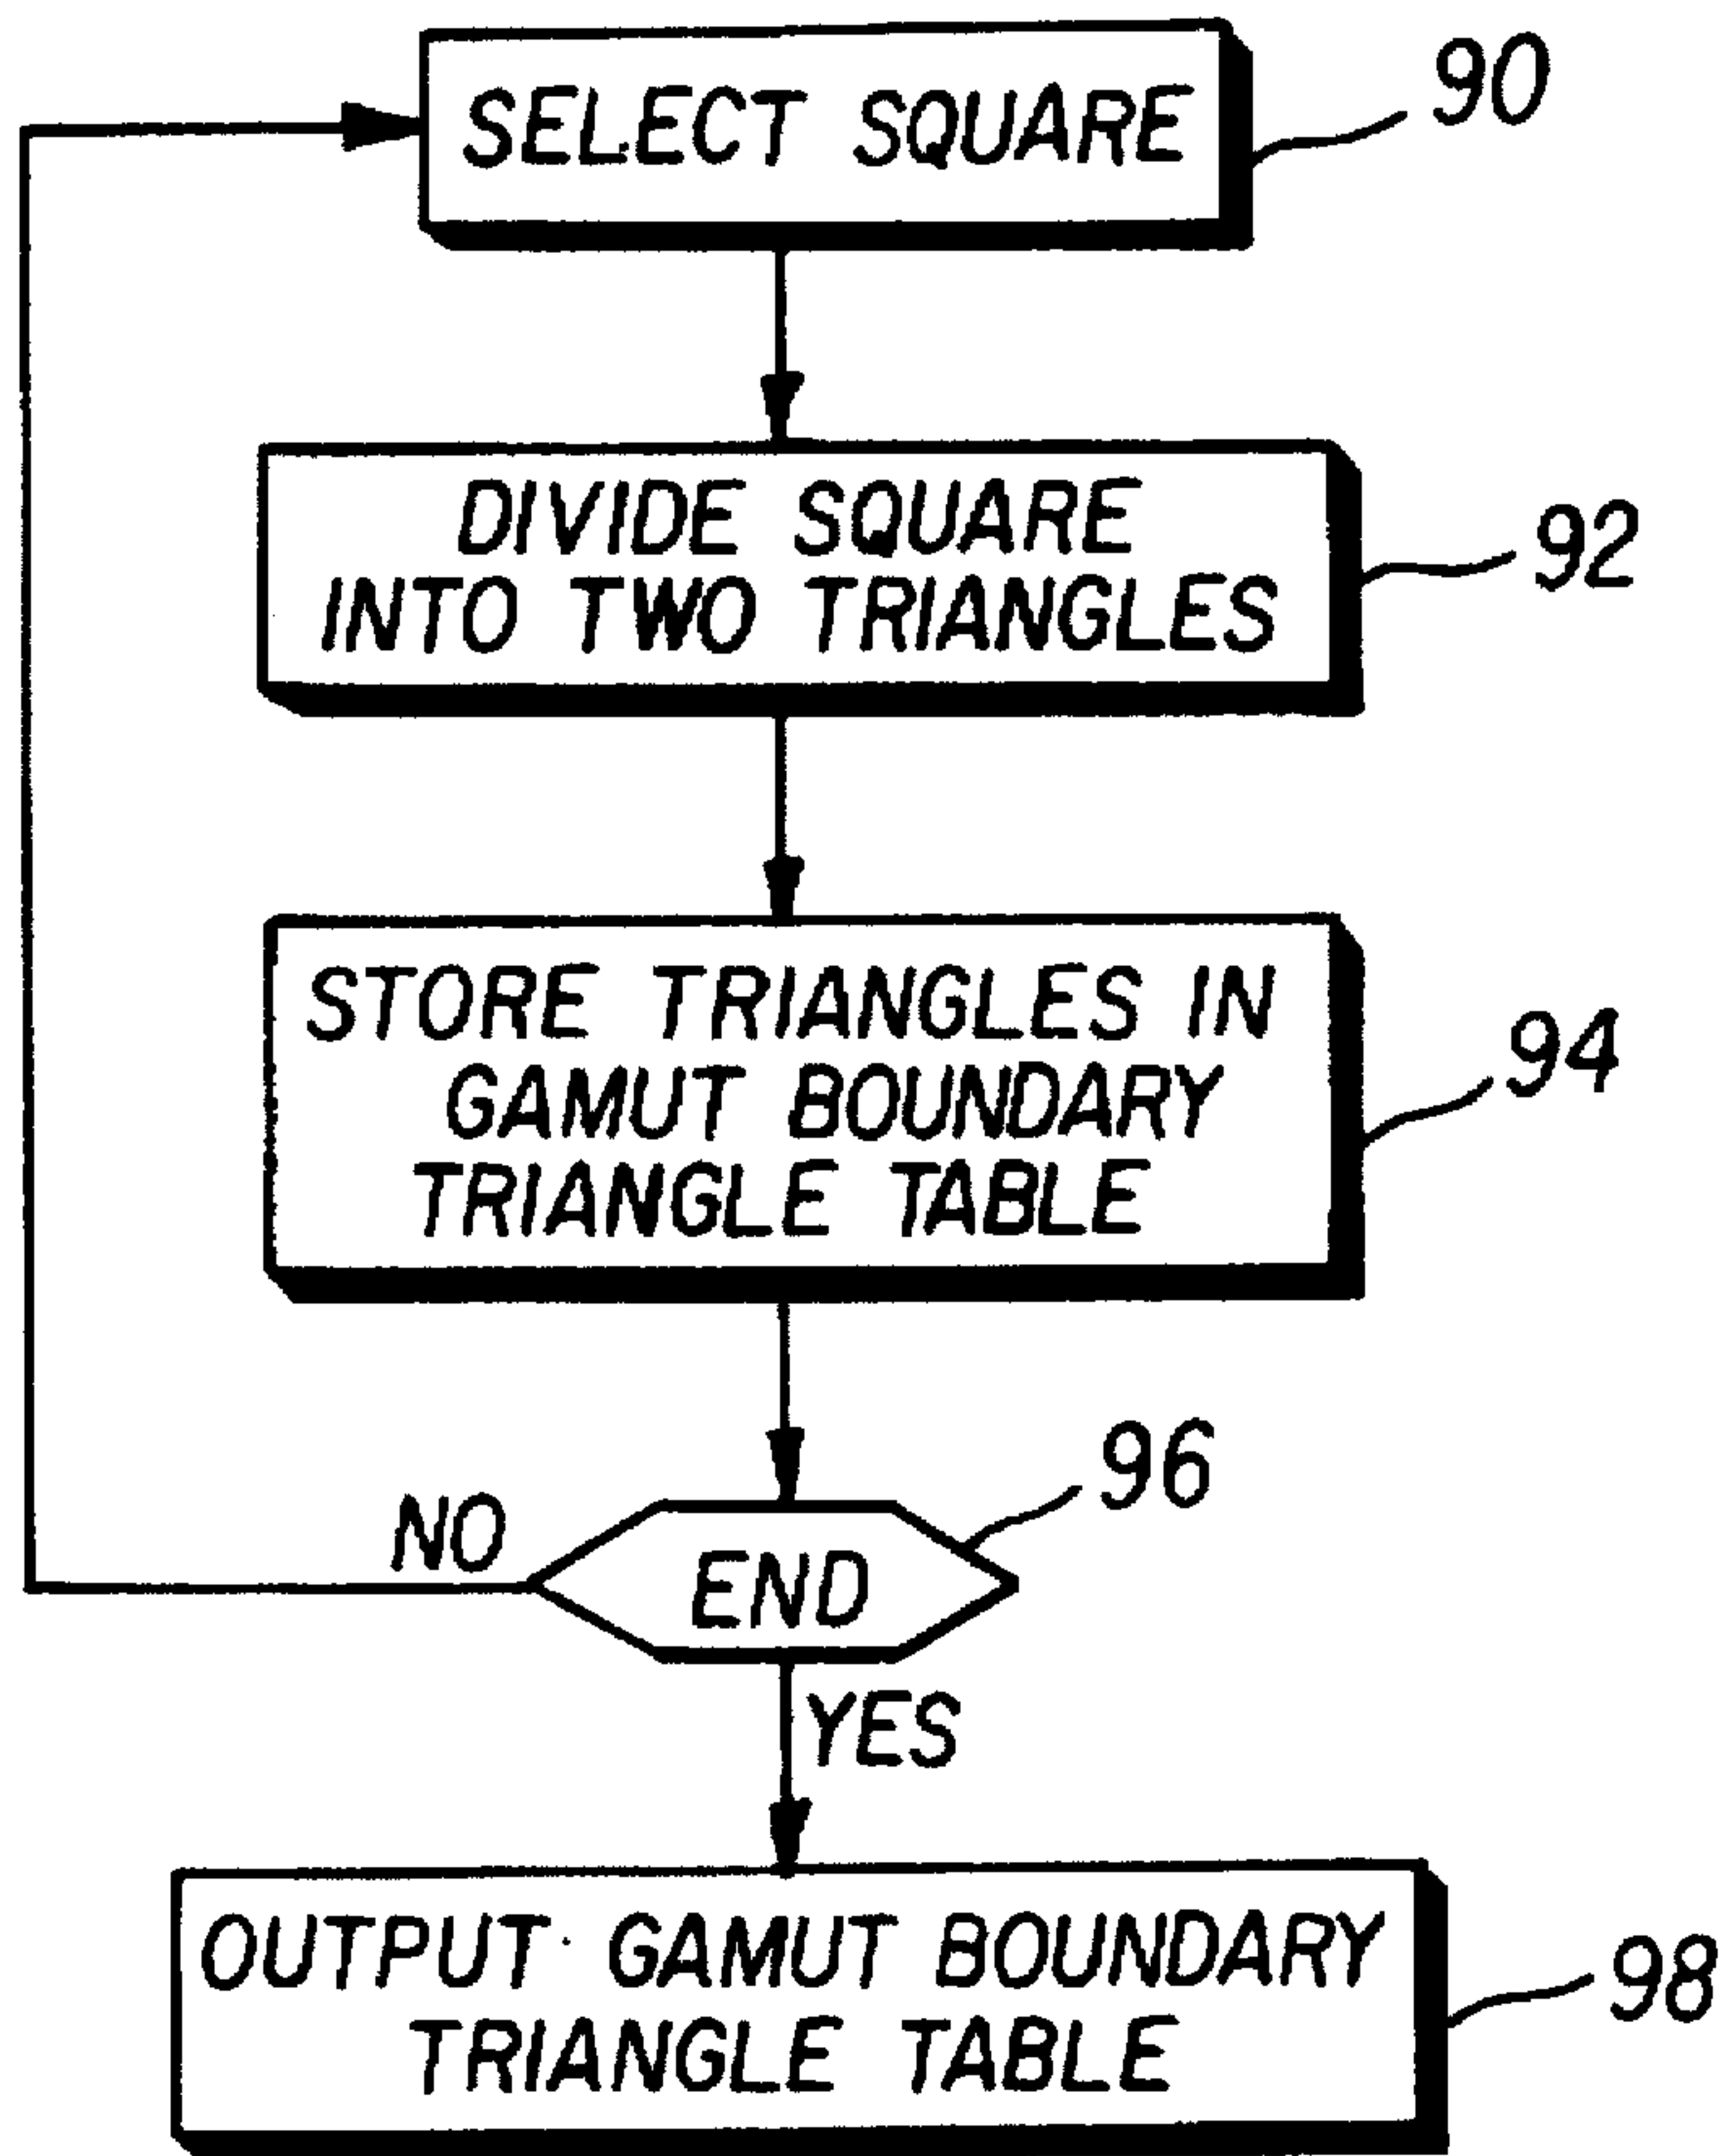 SELECT SQUARE
90
DIVIDE SQUARE
INTO TWO TRIANGLES
92
STORE TRIANGLES IN
GAMUT BOUNDARY
TRIANGLE TABLE
94
96
NO
END
YES
OUTPUT GAMUT BOUNDARY
TRIANGLE TABLE
98